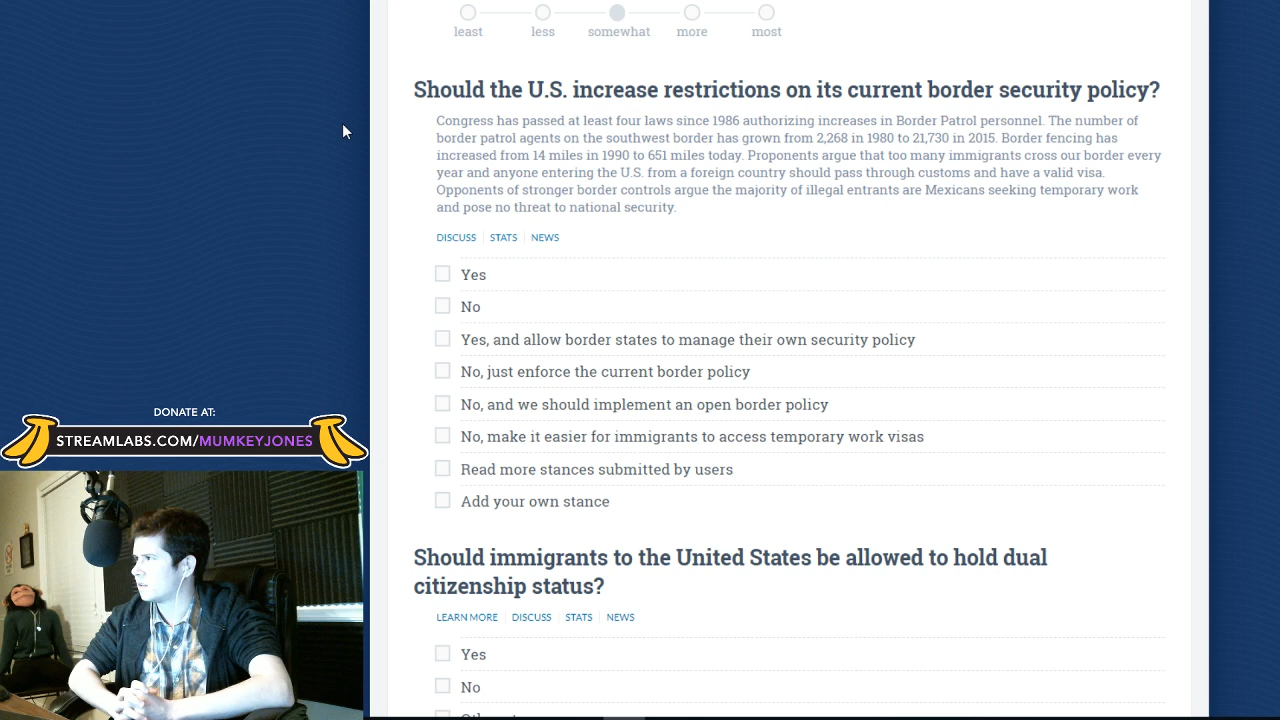 least less somewhat more most
Should the U.S. increase restrictions on its current border security policy?
Congress has passed at least four laws since 1986 authorizing increases in Border Patrol personnel. The number of
border patrol agents on the southwest border has grown from 2,268 in 1980 to 21,730 in 2015. Border fencing has
increased from 14 miles in 1990 to 651 miles today. Proponents argue that too many immigrants cross our border every
year and anyone entering the U.S. from a foreign country should pass through customs and have a valid visa.
Opponents of stronger border controls argue the majority of illegal entrants are Mexicans seeking temporary work
and pose no threat to national security.
DISCUSS STATS NEWS
Yes
No
Yes, and allow border states to manage their own security policy
No, just enforce the current border policy
No, and we should implement an open border policy
No, make it easier for immigrants to access temporary work visas
Read more stances submitted by users
Add your own stance
Should immigrants to the United States be allowed to hold dual
citizenship status?
LEARN MORE DISCUSS STATS NEWS
Yes
No
DONATE AT:
STREAMLABS.COM/MUMKEYJONES